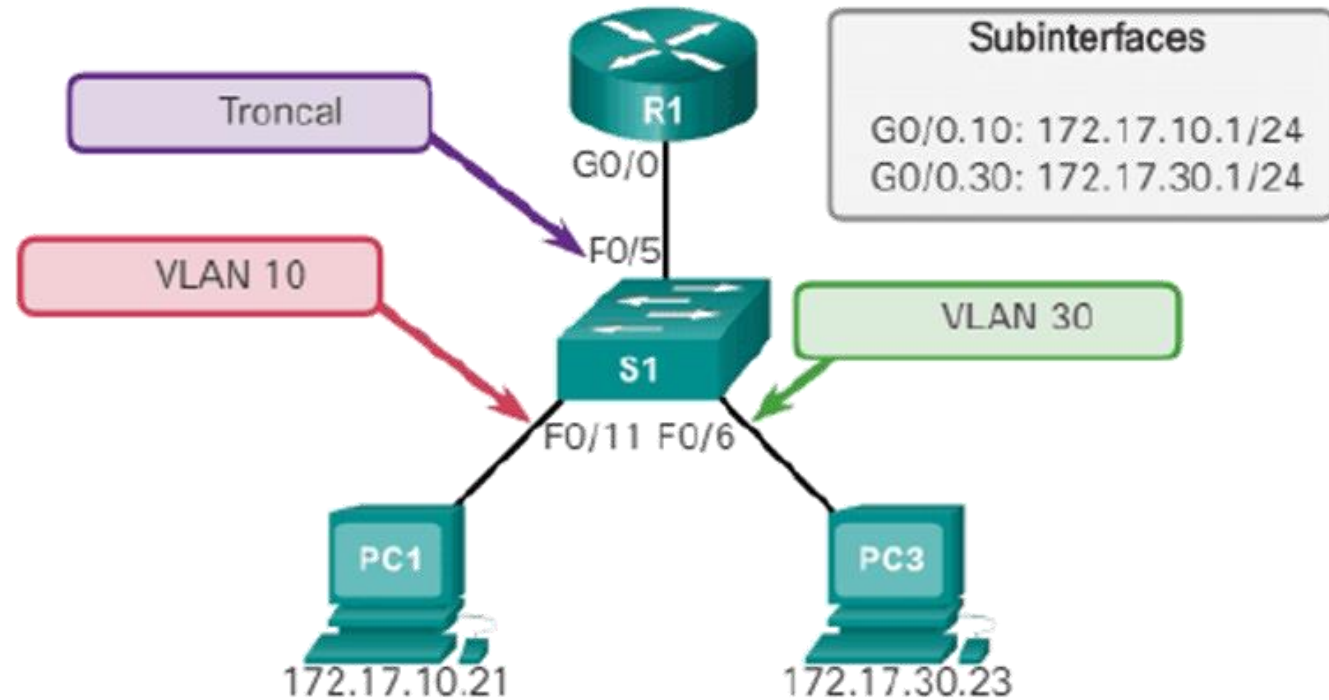 Subinterfaces
G0/0.10: 172.17.10.1/24
G0/0.30: 172.17.30.1/24
Troncal
R1
G0/0
F0/5
VLAN 10
VLAN 30
S1
F0/11 F0/6
PC1
PC3
172.17.10.21
172.17.30.23